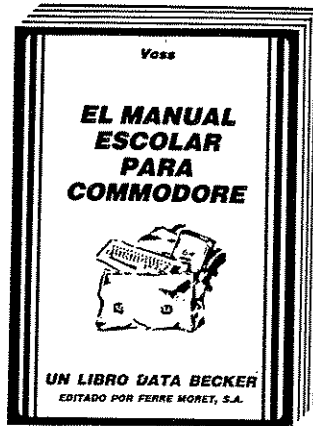 Voss
EL MANUAL
ESCOLAR
PARA
COMMODORE
UN LIBRO DATA BECKER
EDITADO POR FERRE MORET, S.A.